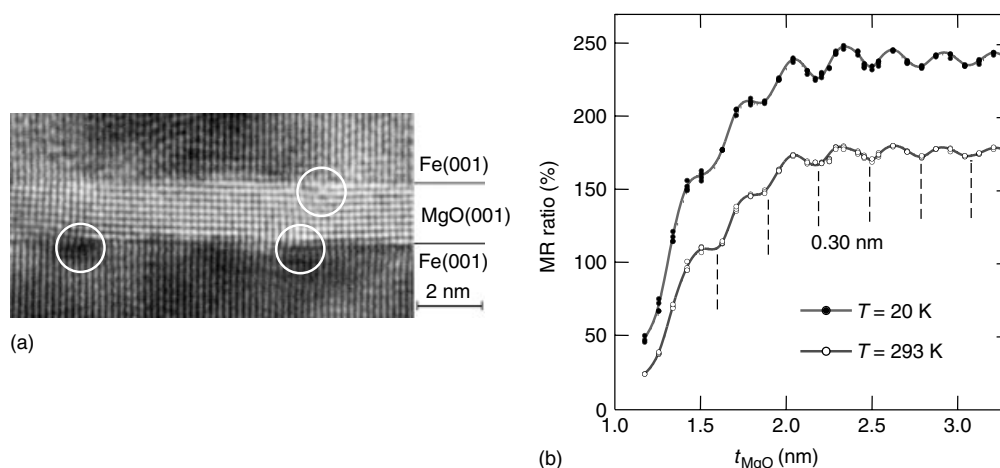 Fe(001)
MgO(001)
Fe(001)
2 nm
(a)
MR ratio (%)
250
200
150
100
50
0
0.30 nm
T = 20 K
T = 293 K
1.0 1.5 2.0 2.5 3.0
(b)
tMgO (nm)